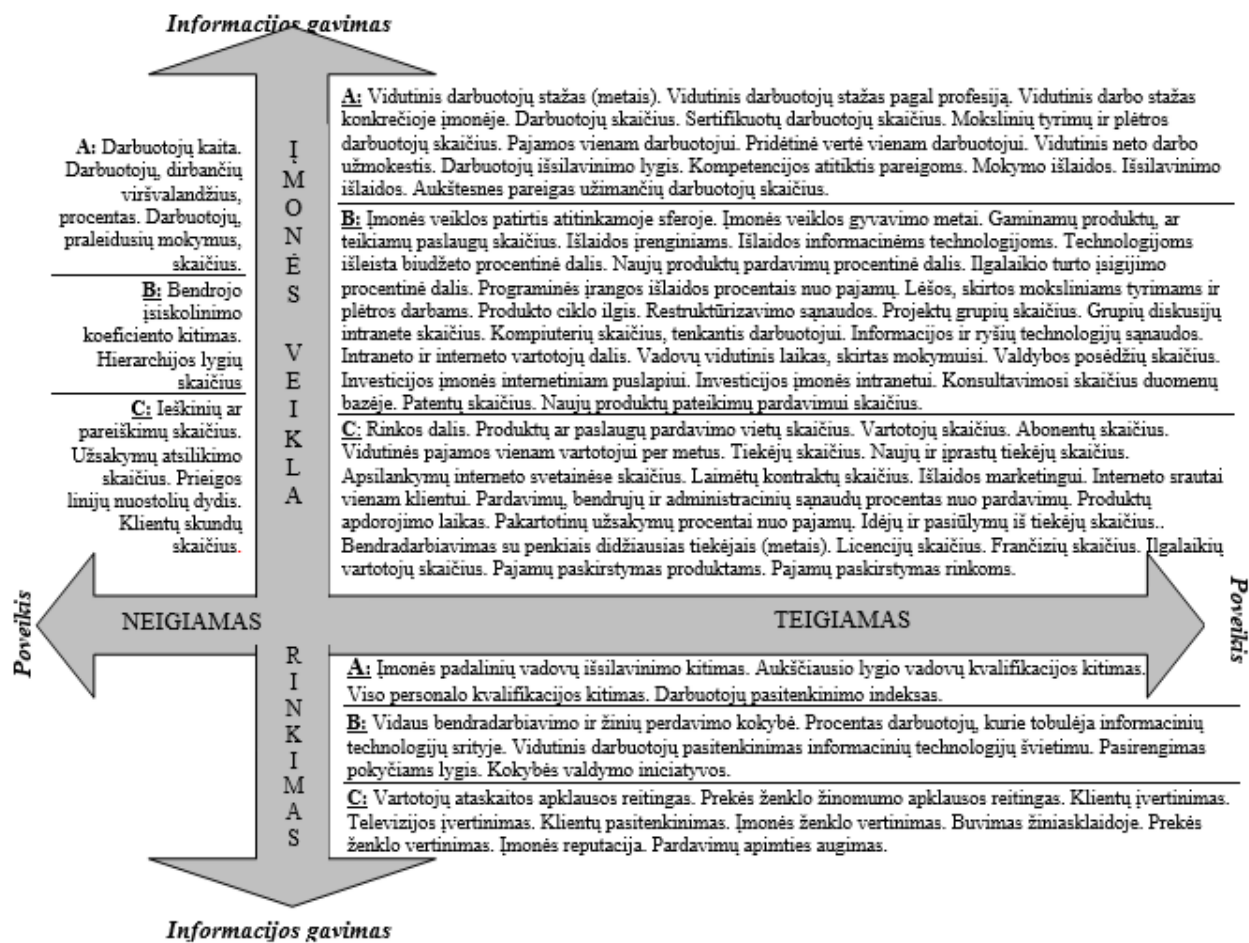 Informacijos gavimas
ĮMONĖS VEIKLA
A: Darbuotojų kaita.
Darbuotojų, dirbančių
viršvalandžius,
procentas. Darbuotojų,
praleidusių mokymus,
skaičius.
B: Bendrojo
įsiskolinimo
koeficiento kitimas.
Hierarchijos lygių
skaičius
C: Ieškinių ar
pareiškimų skaičius.
Užsakymų atsilikimo
skaičius. Prieigos
linijų nuostolių dydis.
Klientų skundų
skaičius.
A: Vidutinis darbuotojų stažas (metais). Vidutinis darbuotojų stažas pagal profesiją. Vidutinis darbo stažas
konkrečioje įmonėje. Darbuotojų skaičius. Sertifikuotų darbuotojų skaičius. Mokslinių tyrimų ir plėtros
darbuotojų skaičius. Pajamos vienam darbuotojui. Pridėtinė vertė vienam darbuotojui. Vidutinis neto darbo
užmokestis. Darbuotojų išsilavinimo lygis. Kompetencijos atitiktis pareigoms. Mokymo išlaidos. Išsilavinimo
išlaidos. Aukštesnes pareigas užimančių darbuotojų skaičius.
B: Įmonės veiklos patirtis atitinkamoje sferoje. Įmonės veiklos gyvavimo metai. Gaminamų produktų, ar
teikiamų paslaugų skaičius. Išlaidos įrenginiams. Išlaidos informacinėms technologijoms. Technologijoms
išleista biudžeto procentinė dalis. Naujų produktų pardavimų procentinė dalis. Ilgalaikio turto įsigijimo
procentinė dalis. Programinės įrangos išlaidos procentais nuo pajamų. Lėšos, skirtos moksliniams tyrimams ir
plėtros darbams. Produkto ciklo ilgis. Restruktūrizavimo sąnaudos. Projektų grupių skaičius. Grupių diskusijų
intranete skaičius. Kompiuterių skaičius, tenkantis darbuotojui. Informacijos ir ryšių technologijų sąnaudos.
Intraneto ir interneto vartotojų dalis. Vadovų vidutinis laikas, skirtas mokymuisi. Valdybos posėdžių skaičius.
Investicijos įmonės internetiniam puslapiui. Investicijos įmonės intranetui. Konsultavimosi skaičius duomenų
bazėje. Patentų skaičius. Naujų produktų pateikimų pardavimui skaičius.
C: Rinkos dalis. Produktų ar paslaugų pardavimo vietų skaičius. Vartotojų skaičius. Abonentų skaičius.
Vidutinės pajamos vienam vartotojui per metus. Tiekėjų skaičius. Naujų ir įprastų tiekėjų skaičius.
Apsilankymų interneto svetainėse skaičius. Laimėtų kontraktų skaičius. Išlaidos marketingui. Interneto srautai
vienam klientui. Pardavimų, bendrųjų ir administracinių sąnaudų procentas nuo pardavimų. Produktų
apdorojimo laikas. Pakartotinų užsakymų procentai nuo pajamų. Idėjų ir pasiūlymų iš tiekėjų skaičius..
Bendradarbiavimas su penkiais didžiausias tiekėjais (metais). Licencijų skaičius. Frančizių skaičius. Ilgalaikių
vartotojų skaičius. Pajamų paskirstymas produktams. Pajamų paskirstymas rinkoms.
Poveikis
NEIGIAMAS
TEIGIAMAS
Poveikis
RINKIMAS
A: Įmonės padalinių vadovų išsilavinimo kitimas. Aukščiausio lygio vadovų kvalifikacijos kitimas.
Viso personalo kvalifikacijos kitimas. Darbuotojų pasitenkinimo indeksas.
B: Vidaus bendradarbiavimo ir žinių perdavimo kokybė. Procentas darbuotojų, kurie tobulėja informacinių
technologijų srityje. Vidutinis darbuotojų pasitenkinimas informacinių technologijų švietimu. Pasirengimas
pokyčiams lygis. Kokybės valdymo iniciatyvos.
C: Vartotojų ataskaitos apklausos reitingas. Prekės ženklo žinomumo apklausos reitingas. Klientų įvertinimas.
Televizijos įvertinimas. Klientų pasitenkinimas. Įmonės ženklo vertinimas. Buvimas žiniasklaidoje. Prekės
ženklo vertinimas. Įmonės reputacija. Pardavimų apimties augimas.
Informacijos gavimas